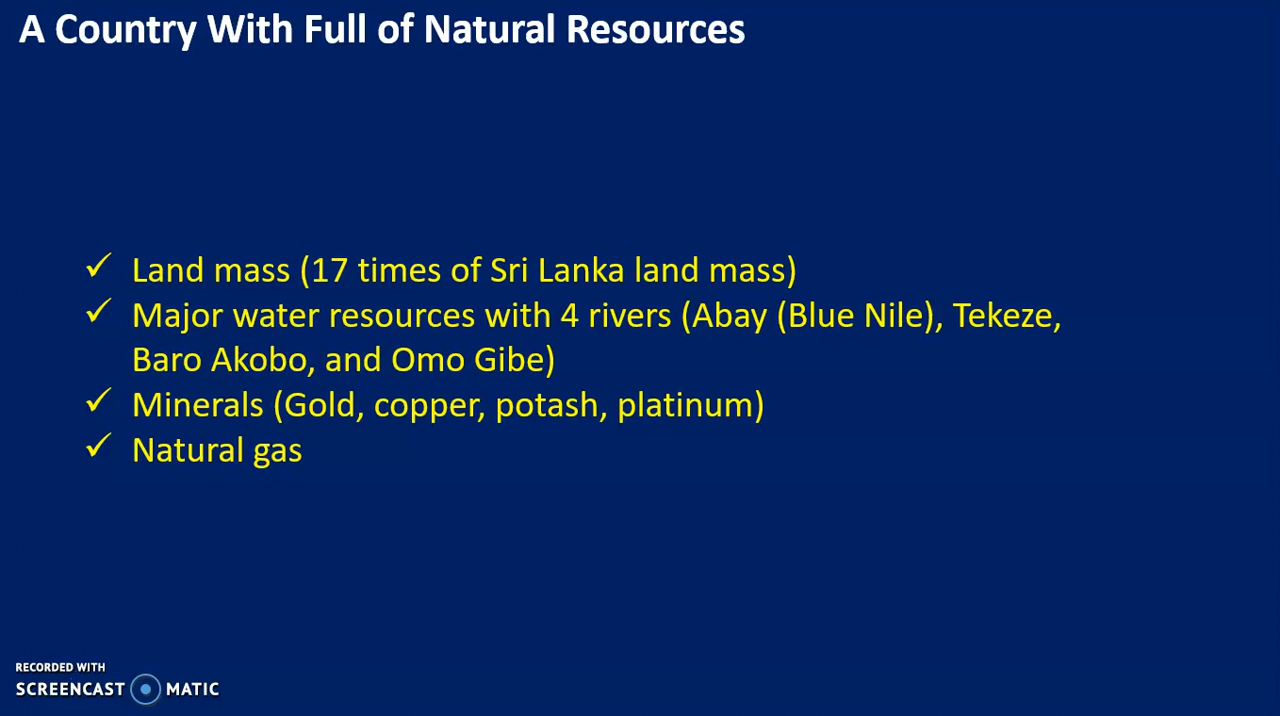 A Country With Full of Natural Resources
✓ Land mass (17 times of Sri Lanka land mass)
✓ Major water resources with 4 rivers (Abay (Blue Nile), Tekeze,
Baro Akobo, and Omo Gibe)
✓ Minerals (Gold, copper, potash, platinum)
✓ Natural gas
RECORDED WITH
SCREENCAST MATIC